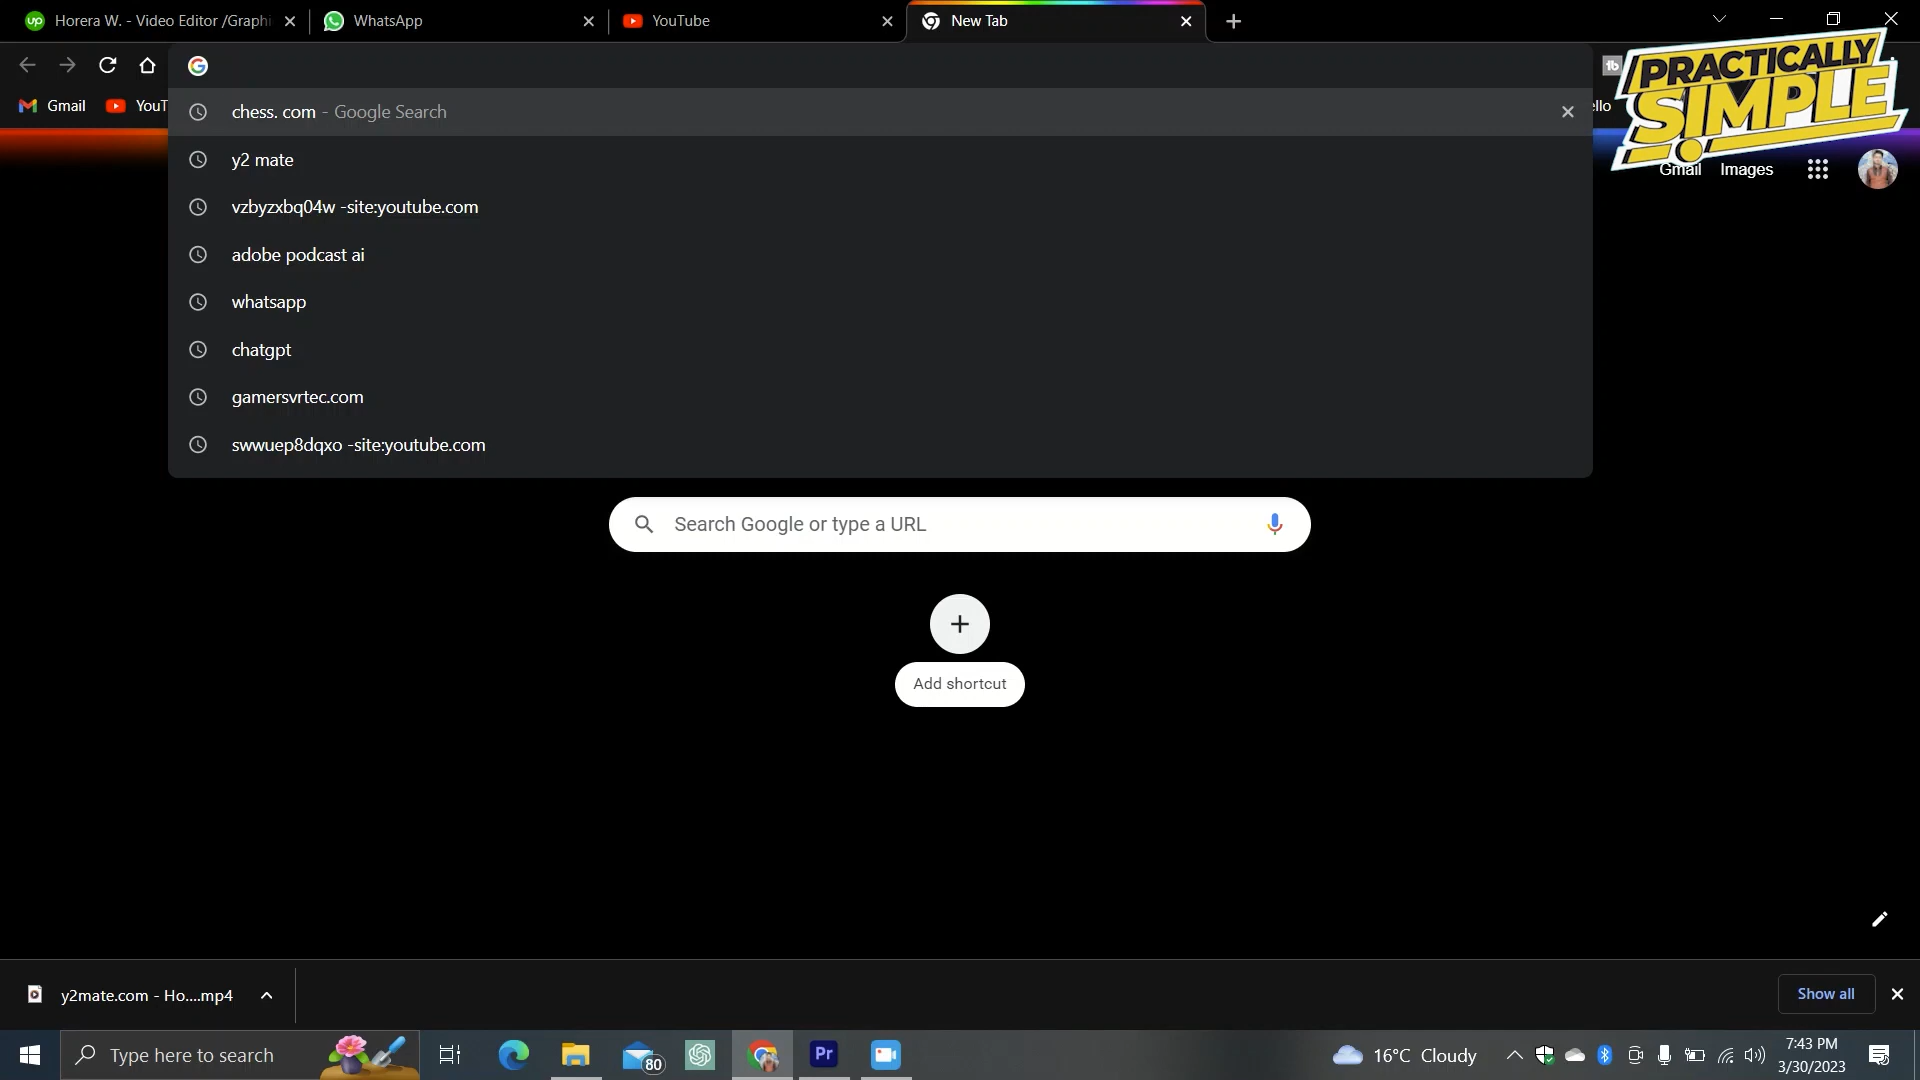 Horera W. - Video Editor /Graphi
WhatsApp
YouTube
New Tab
Gmail
YouT
chess. com - Google Search
y2 mate
vzbyzxbq04w -site:youtube.com
adobe podcast ai
whatsapp
chatgpt
gamersvrtec.com
swwuep8dqxo -site:youtube.com
PRACTICALLY
SIMPLE
Gmail
Images
Search Google or type a URL
Add shortcut
y2mate.com - Ho....mp4
Show all
Type here to search
80
Pr
16°C Cloudy
7:43 PM
3/30/2023